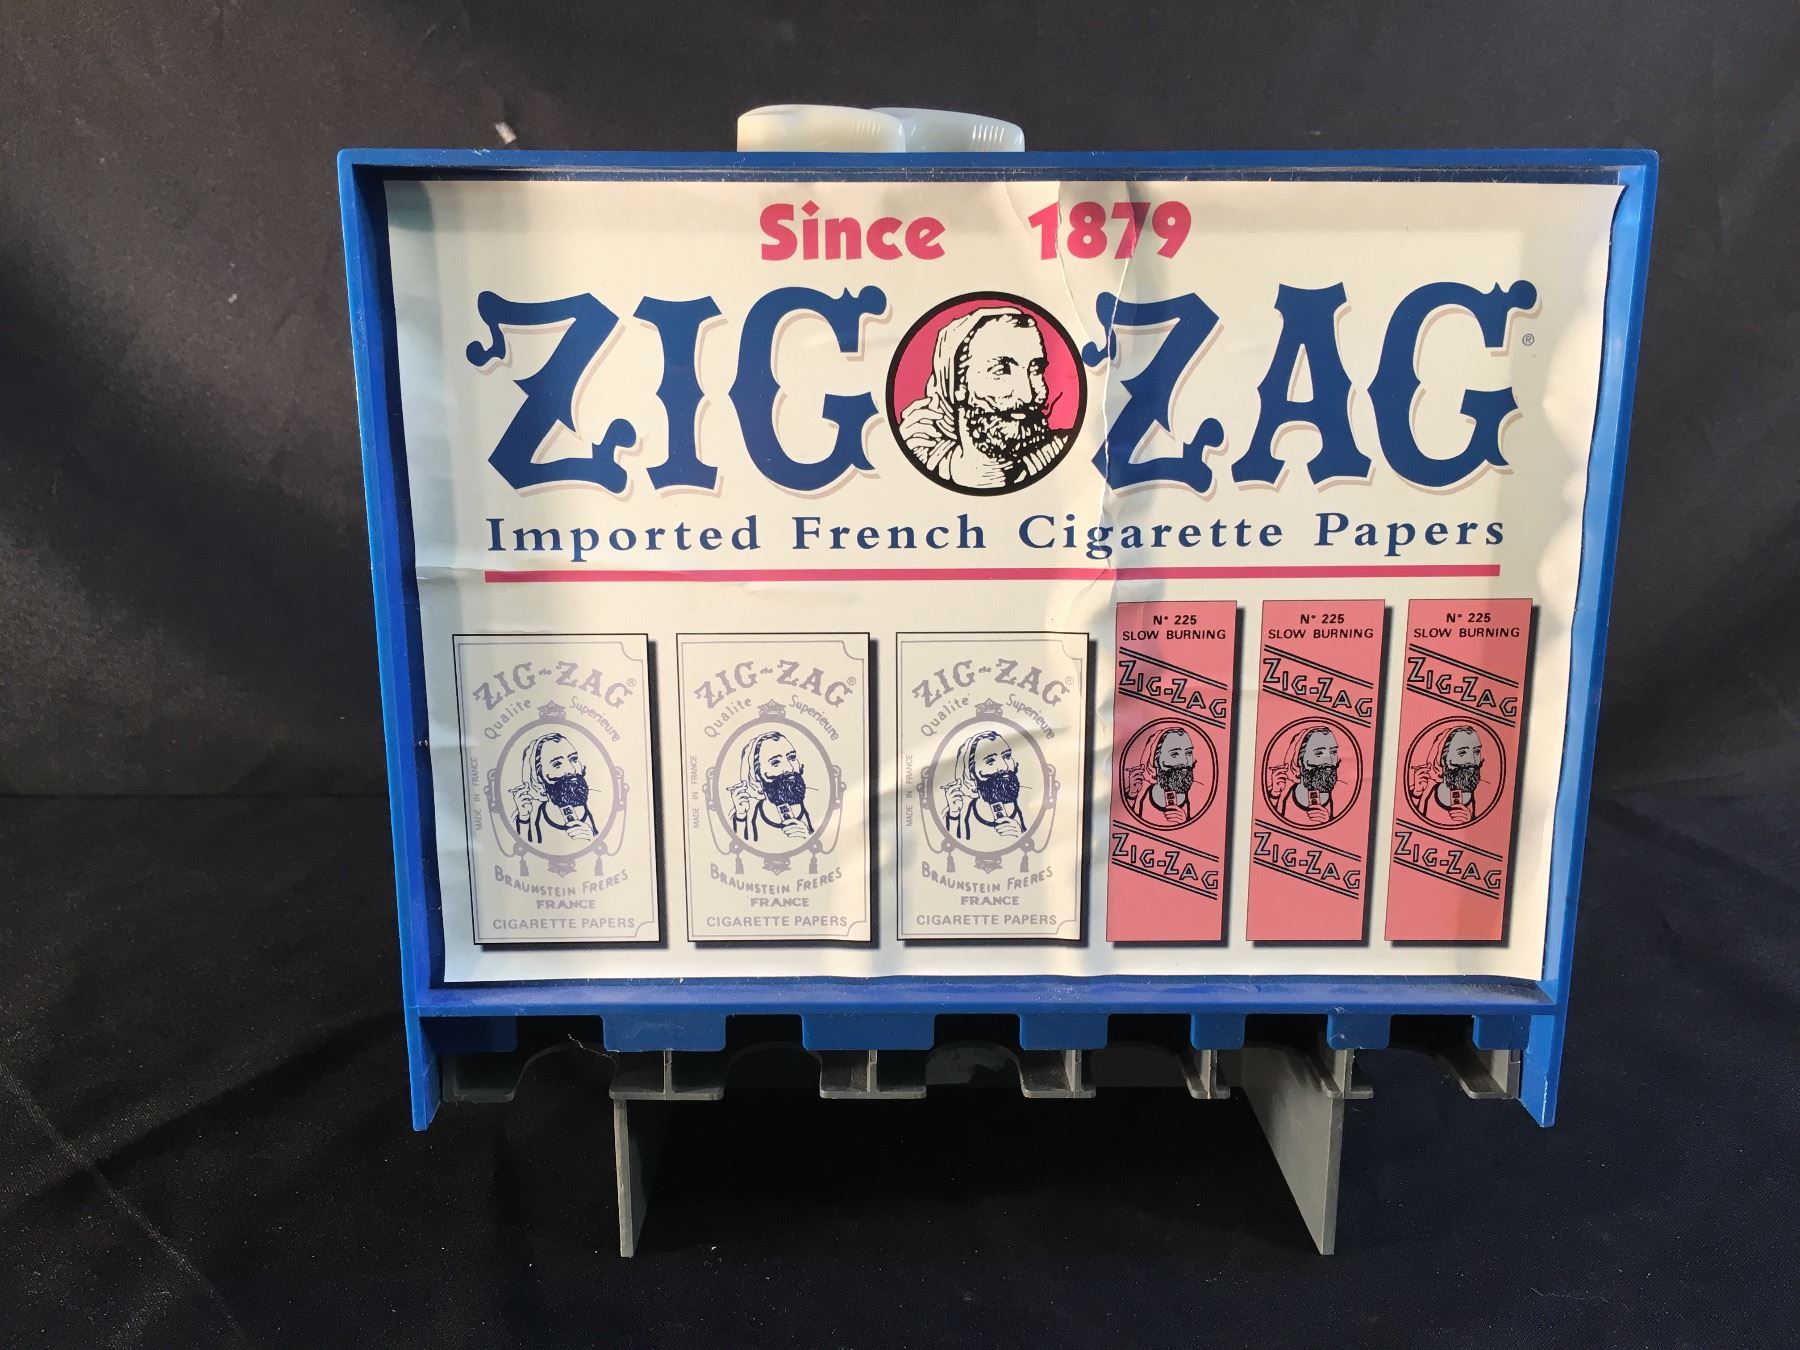 Since 1879
ZIG ZAG®
Imported French Cigarette Papers
ZIG-ZAG®
Qualite Superieure
MADE IN FRANCE
BRAUNSTEIN FRERES
FRANCE
CIGARETTE PAPERS
ZIG-ZAG®
Qualite Superieure
MADE IN FRANCE
BRAUNSTEIN FRERES
FRANCE
CIGARETTE PAPERS
ZIG-ZAG®
Qualite Superieure
MADE IN FRANCE
BRAUNSTEIN FRERES
FRANCE
CIGARETTE PAPERS
N° 225
SLOW BURNING
ZIG-ZAG
ZIG-ZAG
N° 225
SLOW BURNING
ZIG-ZAG
ZIG-ZAG
N° 225
SLOW BURNING
ZIG-ZAG
ZIG-ZAG